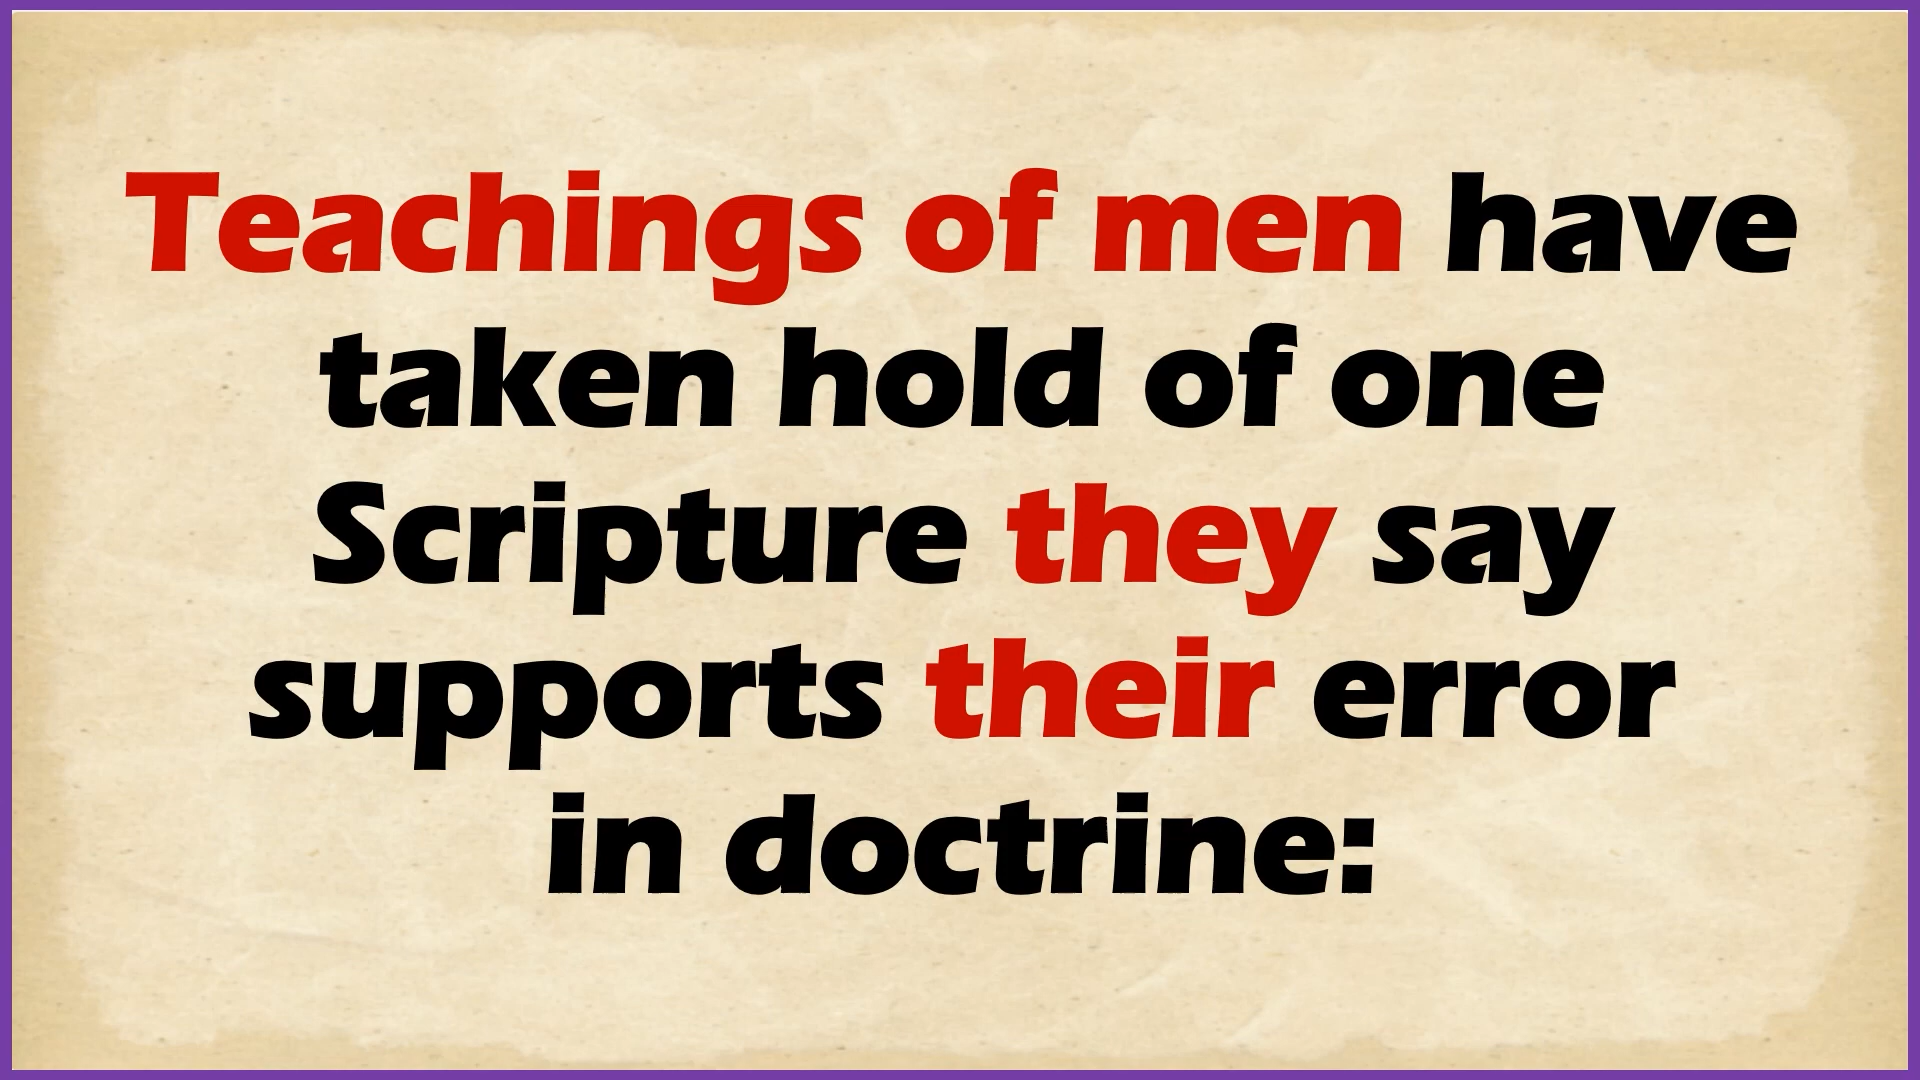 Teachings of men have
taken hold of one
Scripture they say
supports their error
in doctrine: